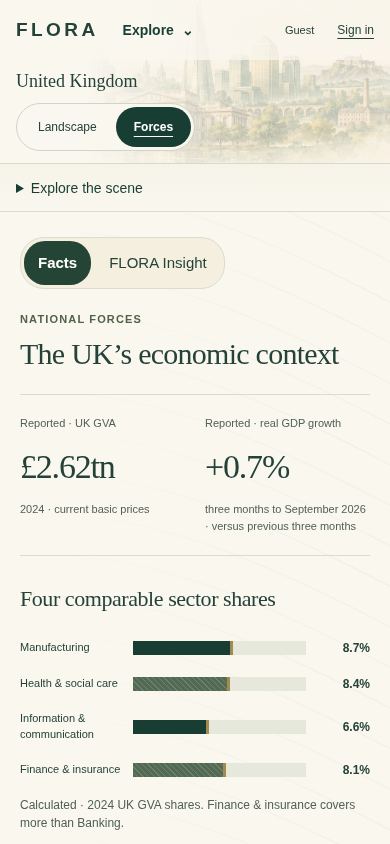 FLORA
Explore
Guest
Sign in
United Kingdom
Landscape
Forces
Explore the scene
Facts
FLORA Insight
NATIONAL FORCES
The UK’s economic context
Reported · UK GVA
£2.62tn
2024 · current basic prices
Reported · real GDP growth
+0.7%
three months to September 2026
· versus previous three months
Four comparable sector shares
Manufacturing
8.7%
Health & social care
8.4%
Information &
communication
6.6%
Finance & insurance
8.1%
Calculated · 2024 UK GVA shares. Finance & insurance covers
more than Banking.